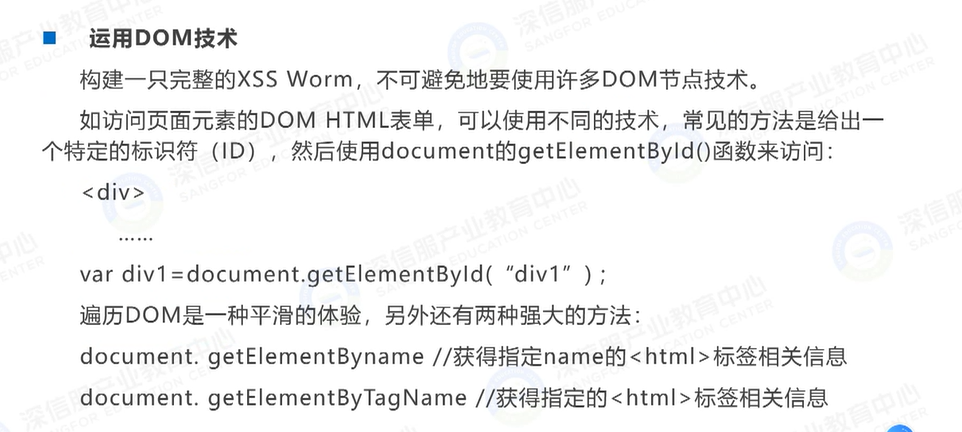 运用DOM技术
构建一只完整的XSS Worm，不可避免地要使用许多DOM节点技术。
如访问页面元素的DOM HTML表单，可以使用不同的技术，常见的方法是给出一
个特定的标识符（ID），然后使用document的getElementById()函数来访问：
<div>
……
var div1=document.getElementById(“div1”)；
遍历DOM是一种平滑的体验，另外还有两种强大的方法：
document. getElementByname //获得指定name的<html>标签相关信息
document. getElementByTagName //获得指定的<html>标签相关信息
深信服产业教育中心
SANGFOR EDUCATION CENTER